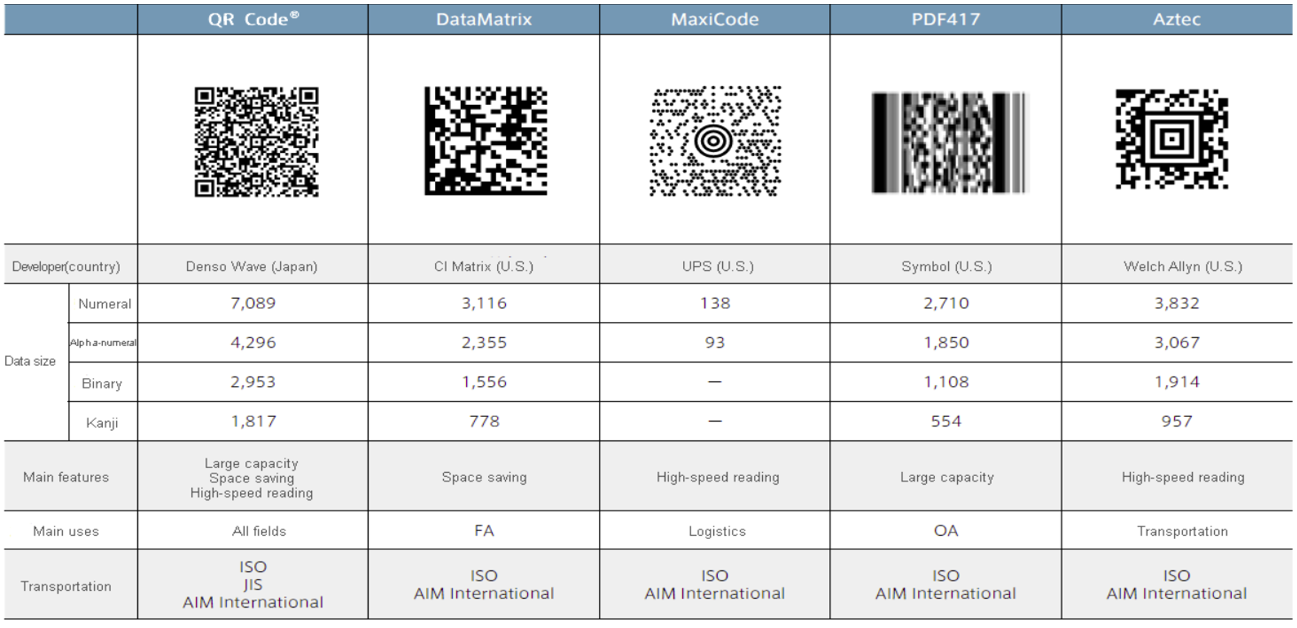 QR Code® DataMatrix MaxiCode PDF417 Aztec
Developer(country) Denso Wave (Japan) CI Matrix (U.S.) UPS (U.S.) Symbol (U.S.) Welch Allyn (U.S.)
Data size
Numeral 7,089 3,116 138 2,710 3,832
Alpha-numeral 4,296 2,355 93 1,850 3,067
Binary 2,953 1,556 — 1,108 1,914
Kanji 1,817 778 — 554 957
Main features
Large capacity
Space saving
High-speed reading
Space saving
High-speed reading
Large capacity
High-speed reading
Main uses All fields FA Logistics OA Transportation
Transportation
ISO
JIS
AIM International
ISO
AIM International
ISO
AIM International
ISO
AIM International
ISO
AIM International